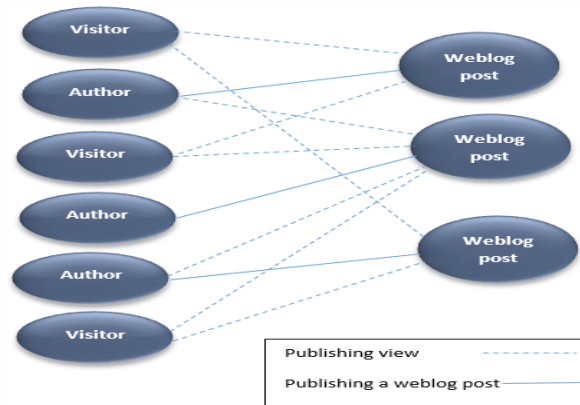 Visitor
Author
Visitor
Author
Author
Visitor
Weblog
post
Weblog
post
Weblog
post
Publishing view
Publishing a weblog post